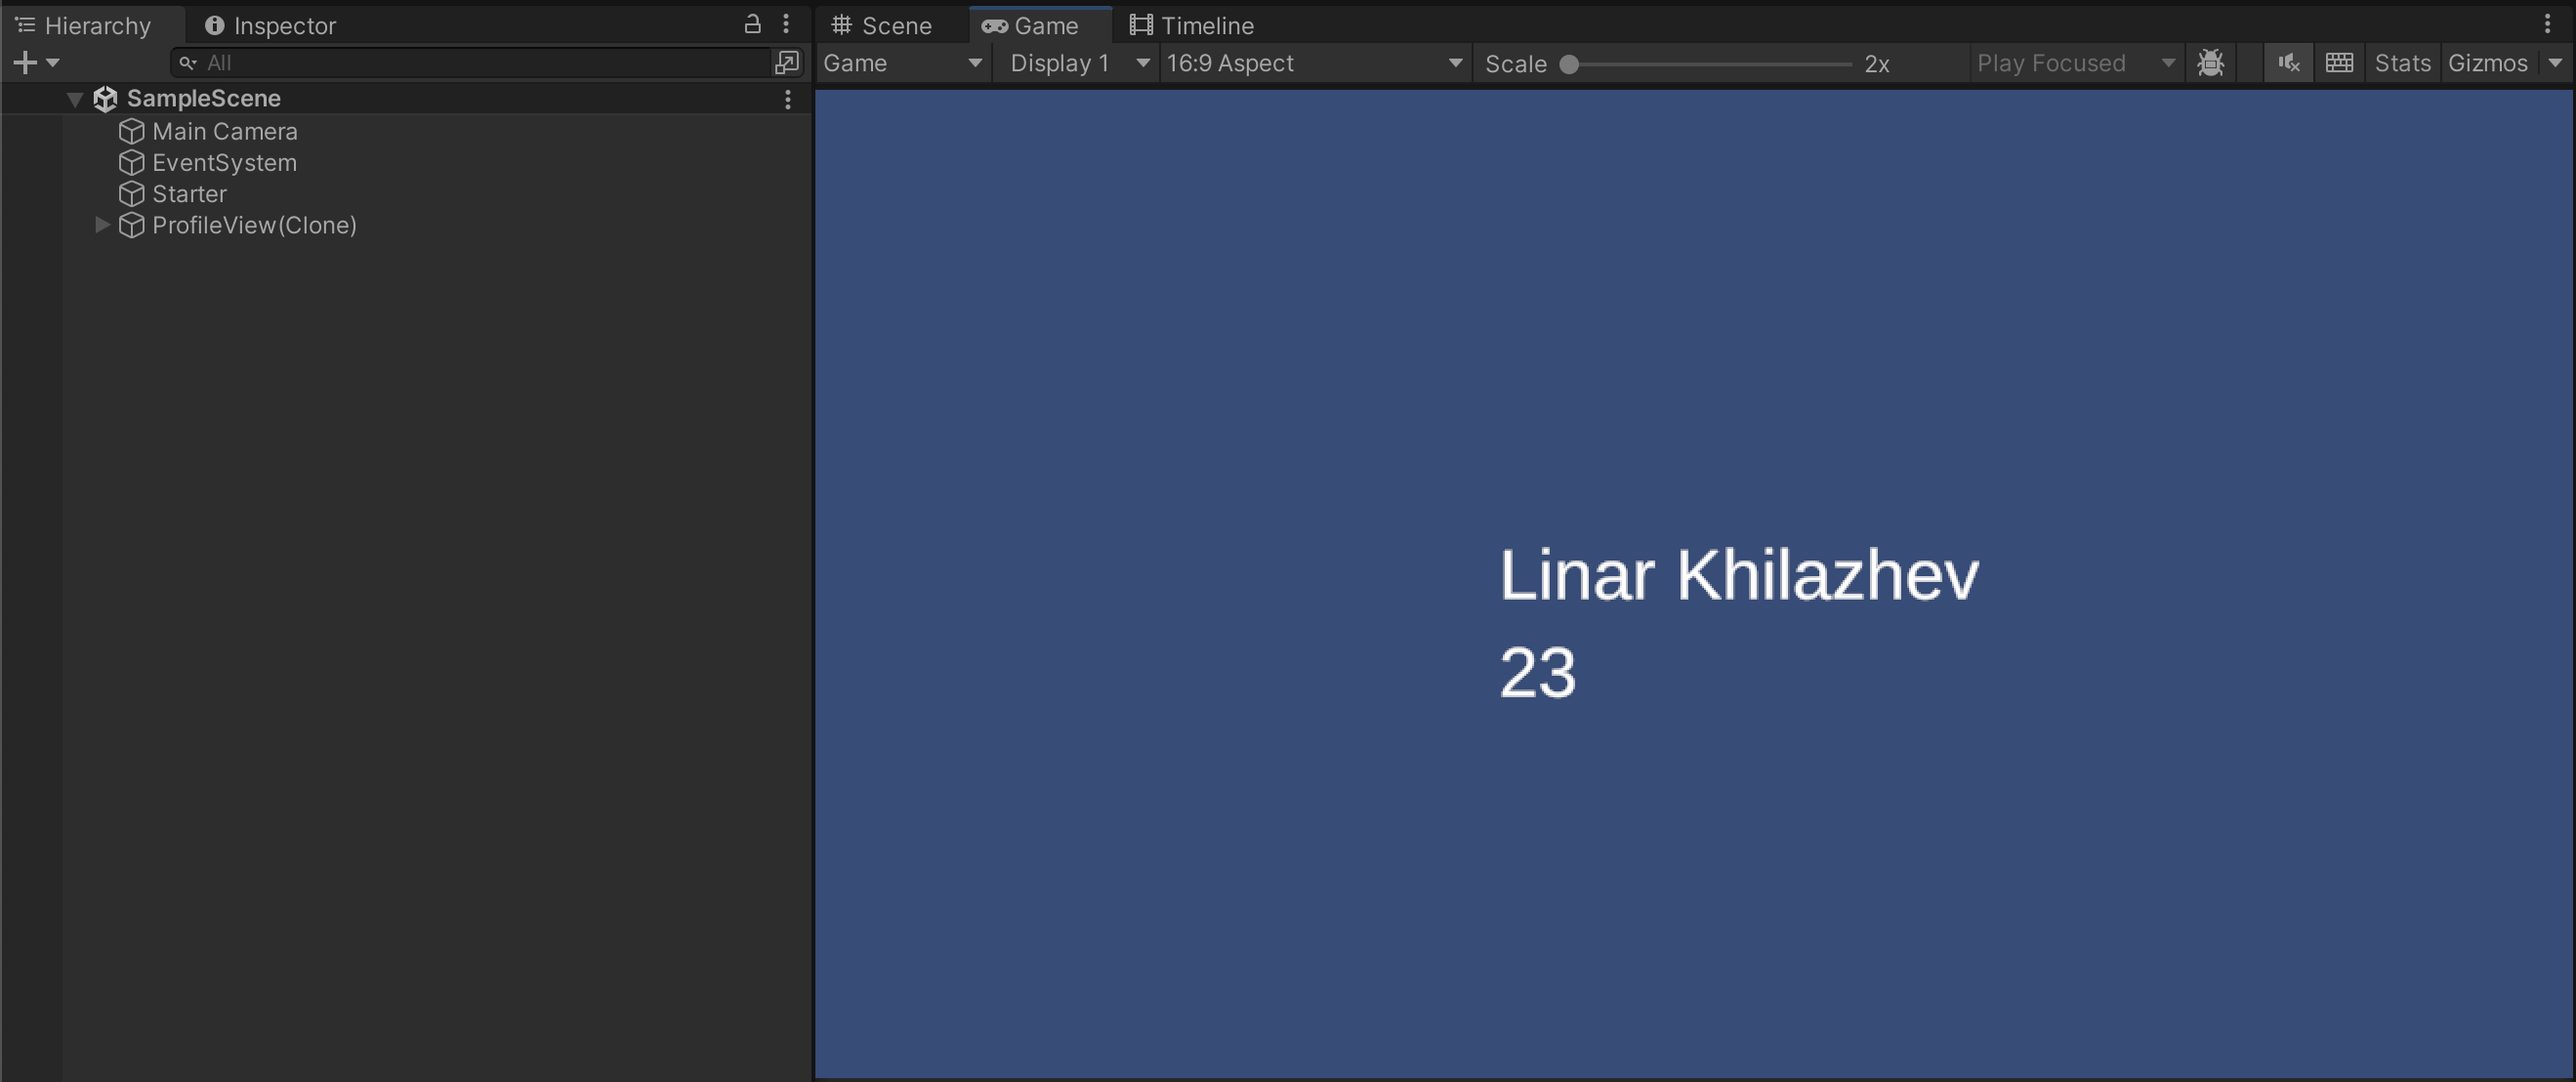 Hierarchy
Inspector
All
SampleScene
Main Camera
EventSystem
Starter
ProfileView(Clone)
Scene
Game
Timeline
Game
Display 1
16:9 Aspect
Scale
2x
Play Focused
Stats
Gizmos
Linar Khilazhev
23